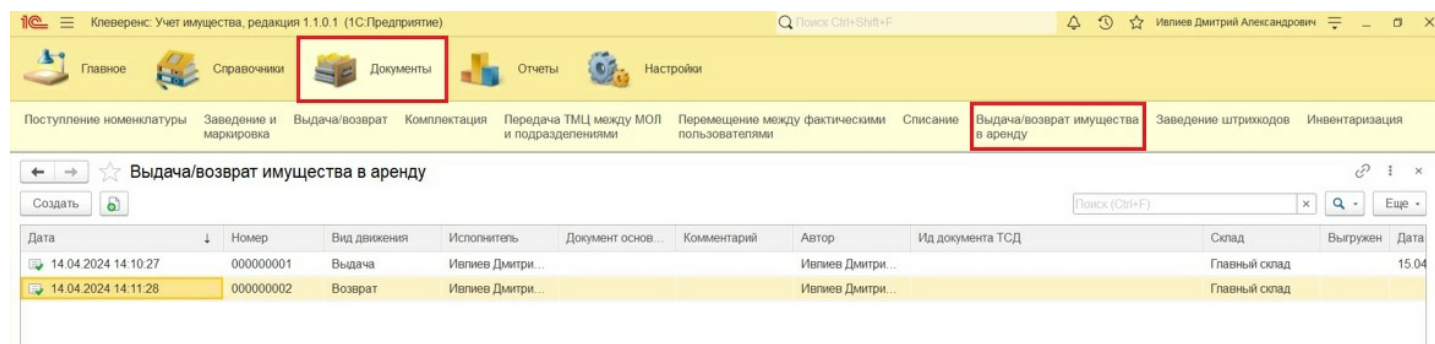 1С Клеверенс: Учет имущества, редакция 1.1.0.1 (1С:Предприятие) Поиск Ctrl+Shift+F Ивлиев Дмитрий Александрович
Главное Справочники Документы Отчеты Настройки
Поступление номенклатуры Заведение и маркировка Выдача/возврат Комплектация Передача ТМЦ между МОЛ и подразделениями Перемещение между фактическими пользователями Списание Выдача/возврат имущества в аренду Заведение штрихкодов Инвентаризация
Выдача/возврат имущества в аренду
Создать Поиск (Ctrl+F) × Еще
Дата ↓ Номер Вид движения Исполнитель Документ основ... Комментарий Автор Ид документа ТСД Склад Выгружен Дата
14.04.2024 14:10:27 000000001 Выдача Ивлиев Дмитри... Ивлиев Дмитри... Главный склад 15.04
14.04.2024 14:11:28 000000002 Возврат Ивлиев Дмитри... Ивлиев Дмитри... Главный склад